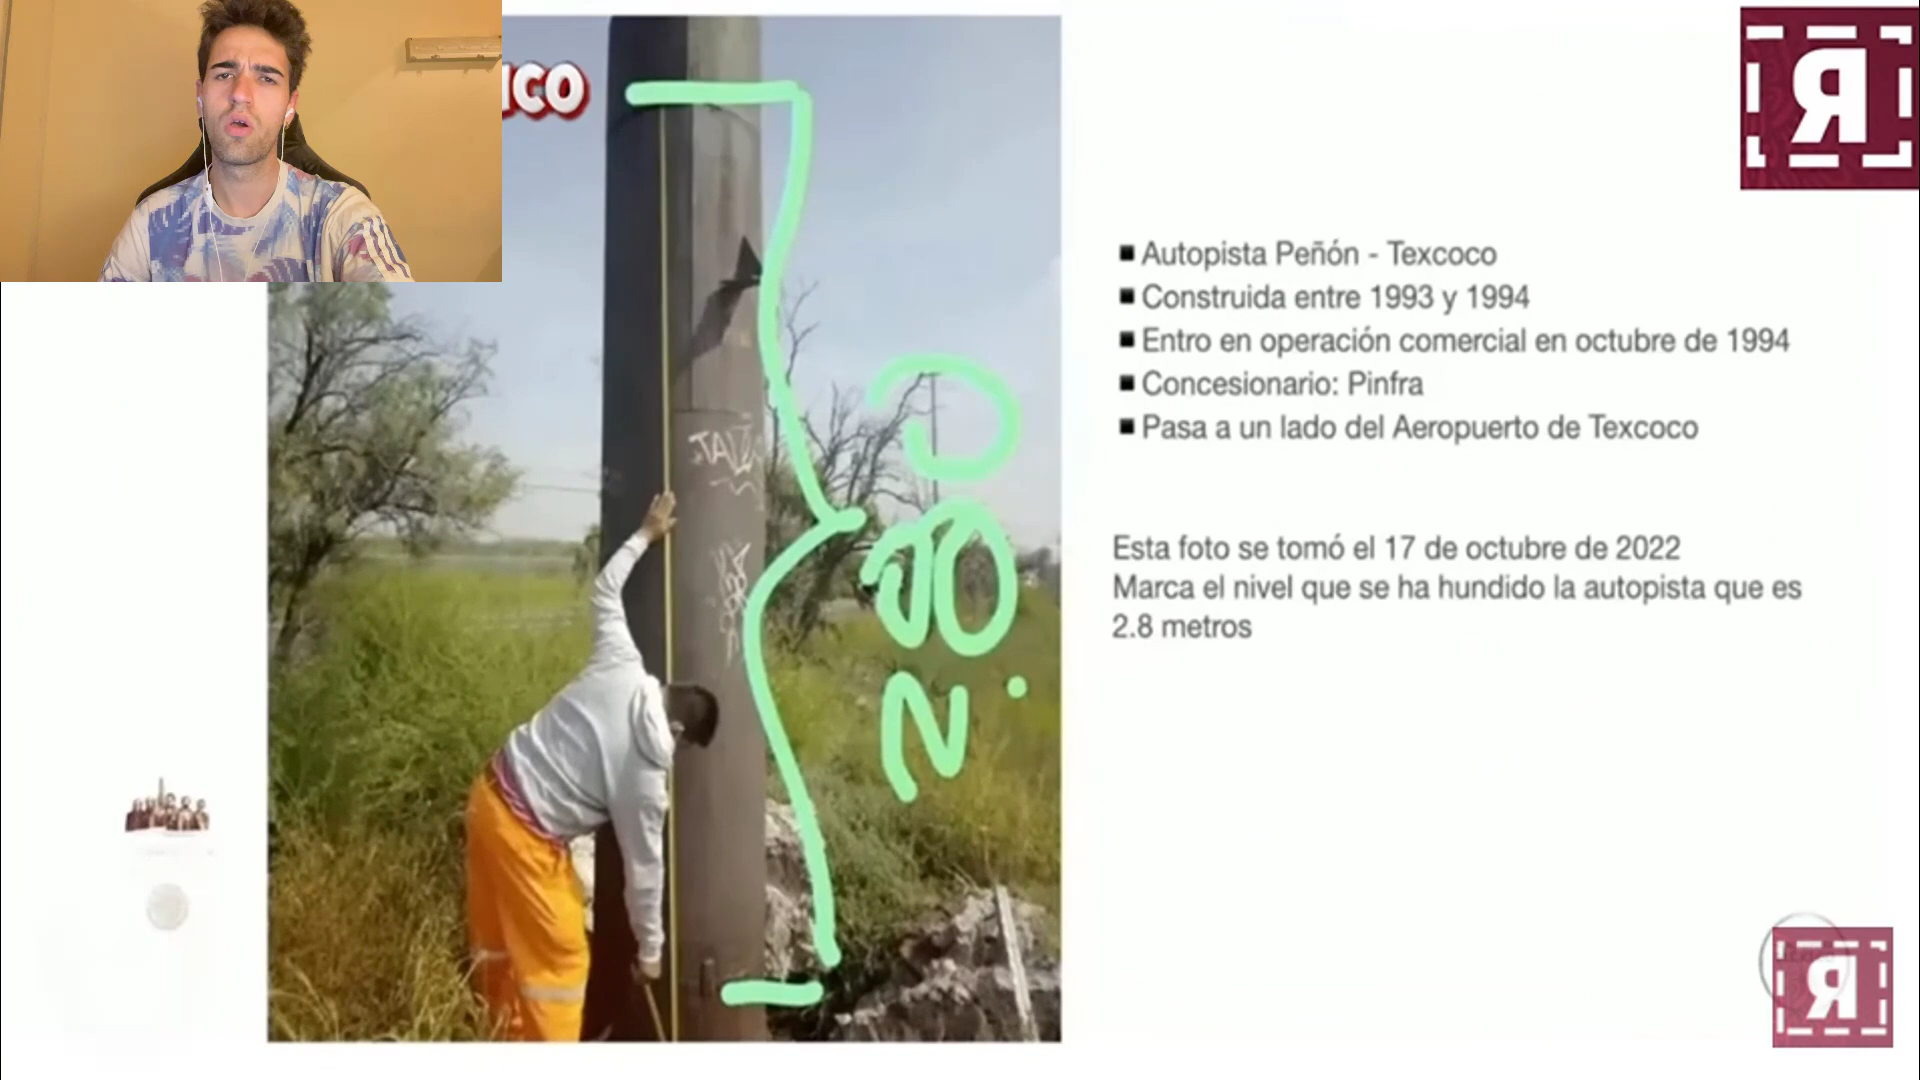 ICO
Я
Autopista Peñón - Texcoco
Construida entre 1993 y 1994
Entro en operación comercial en octubre de 1994
Concesionario: Pinfra
Pasa a un lado del Aeropuerto de Texcoco
2.80
Esta foto se tomó el 17 de octubre de 2022
Marca el nivel que se ha hundido la autopista que es
2.8 metros
Я